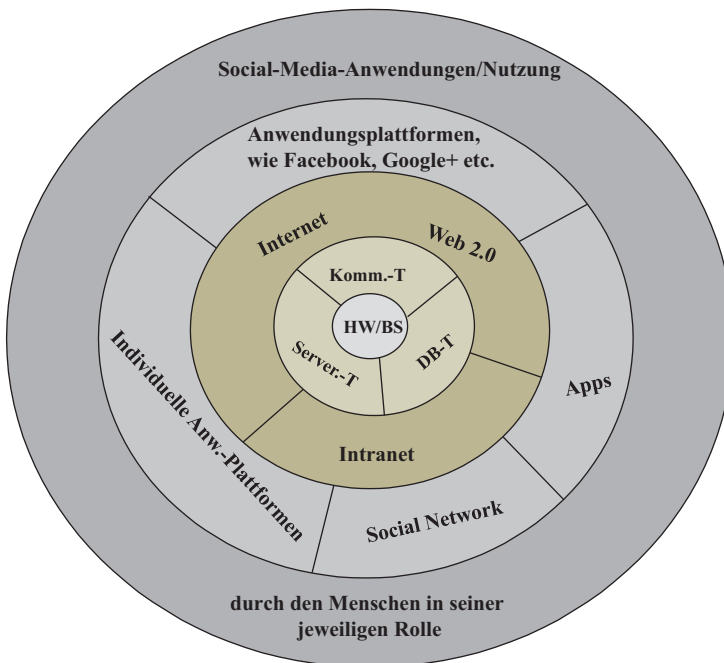 Social-Media-Anwendungen/Nutzung
Anwendungsplattformen,
wie Facebook, Google+ etc.
Internet
Web 2.0
Komm.-T
HW/BS
Server.-T
DB-T
Individuelle Anw.-Plattformen
Apps
Intranet
Social Network
durch den Menschen in seiner
jeweiligen Rolle